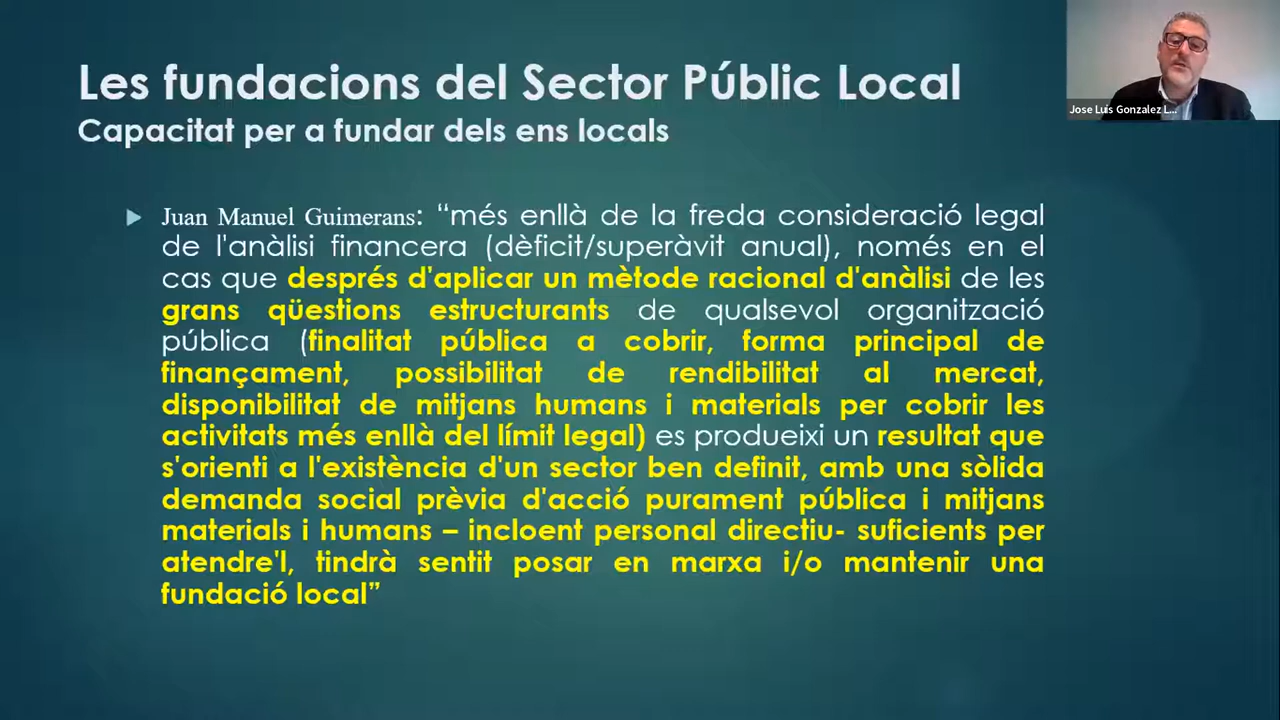 Les fundacions del Sector Públic Local
Capacitat per a fundar dels ens locals
Jose Luis Gonzalez L...
Juan Manuel Guimerans: “més enllà de la freda consideració legal
de l'anàlisi financera (dèficit/superàvit anual), només en el
cas que després d'aplicar un mètode racional d'anàlisi de les
grans qüestions estructurants de qualsevol organització
pública (finalitat pública a cobrir, forma principal de
finançament, possibilitat de rendibilitat al mercat,
disponibilitat de mitjans humans i materials per cobrir les
activitats més enllà del límit legal) es produeixi un resultat que
s'orienti a l'existència d'un sector ben definit, amb una sòlida
demanda social prèvia d'acció purament pública i mitjans
materials i humans – incloent personal directiu- suficients per
atendre'l, tindrà sentit posar en marxa i/o mantenir una
fundació local”